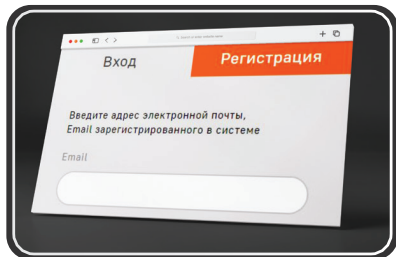 Вход
Регистрация
Введите адрес электронной почты,
Email зарегистрированного в системе
Email